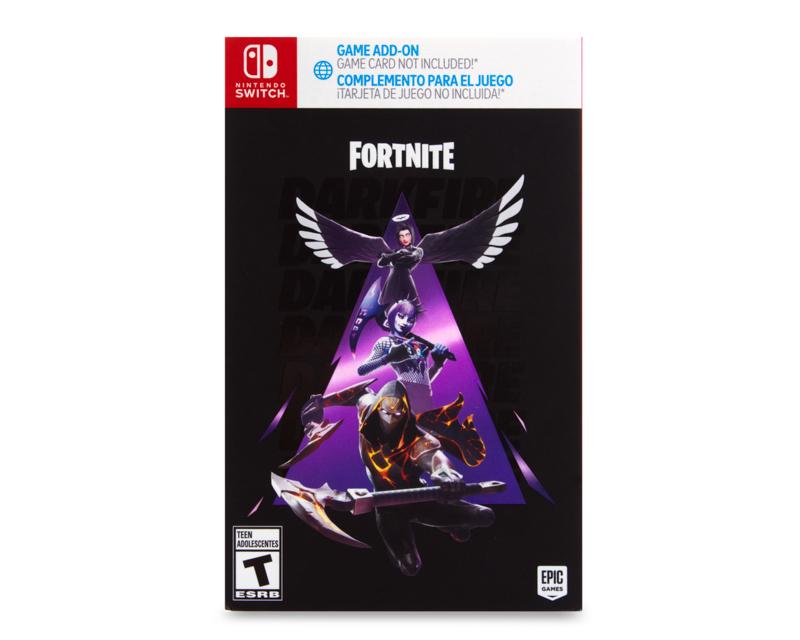 NINTENDO
SWITCH™
GAME ADD-ON
GAME CARD NOT INCLUDED!*
COMPLEMENTO PARA EL JUEGO
¡TARJETA DE JUEGO NO INCLUIDA!*
FORTNITE
DARKFIRE
TEEN
ADOLESCENTES
T
ESRB
EPIC
GAMES